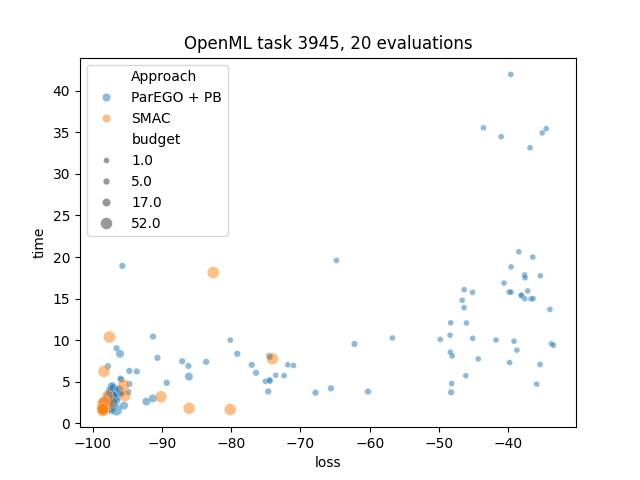 OpenML task 3945, 20 evaluations
Approach
ParEGO + PB
SMAC
budget
1.0
5.0
17.0
52.0
time
40
35
30
25
20
15
10
5
0
−100 −90 −80 −70 −60 −50 −40
loss